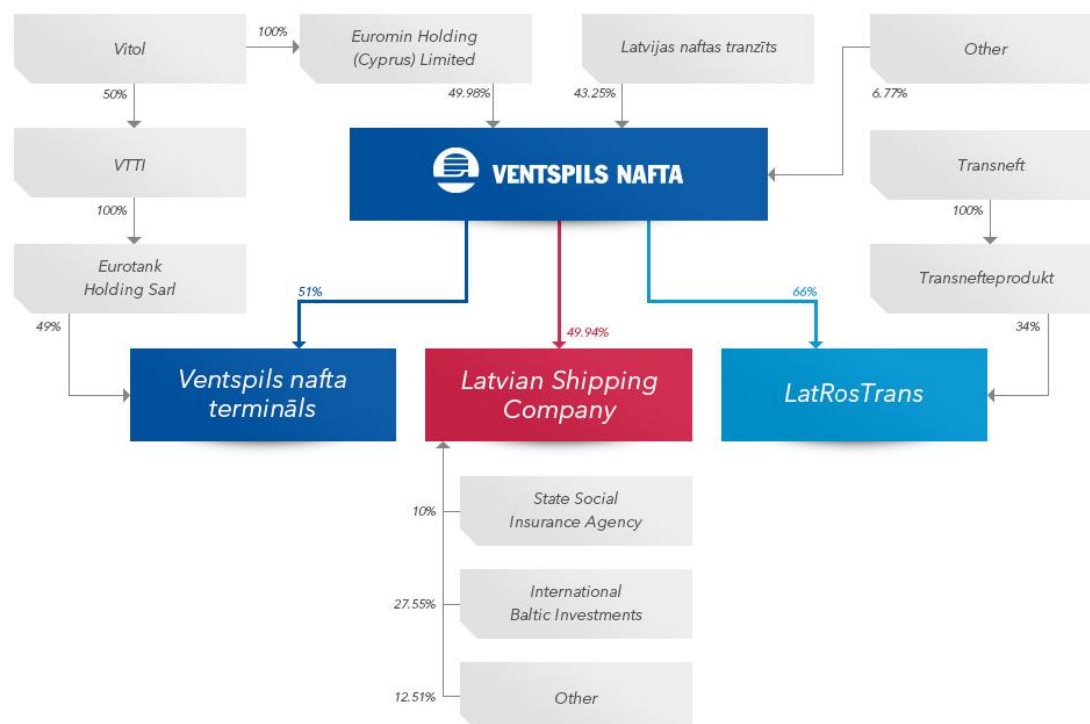 Vitol
100%
Euromin Holding
(Cyprus) Limited
Latvijas naftas tranzīts
Other
50%
49.98%
43.25%
6.77%
VTTI
VENTSPILS NAFTA
Transneft
100%
100%
Eurotank
Holding Sarl
Transnefteprodukt
51%
66%
49%
49.94%
34%
Ventspils nafta
termināls
Latvian Shipping
Company
LatRosTrans
10%
State Social
Insurance Agency
27.55%
International
Baltic Investments
12.51%
Other